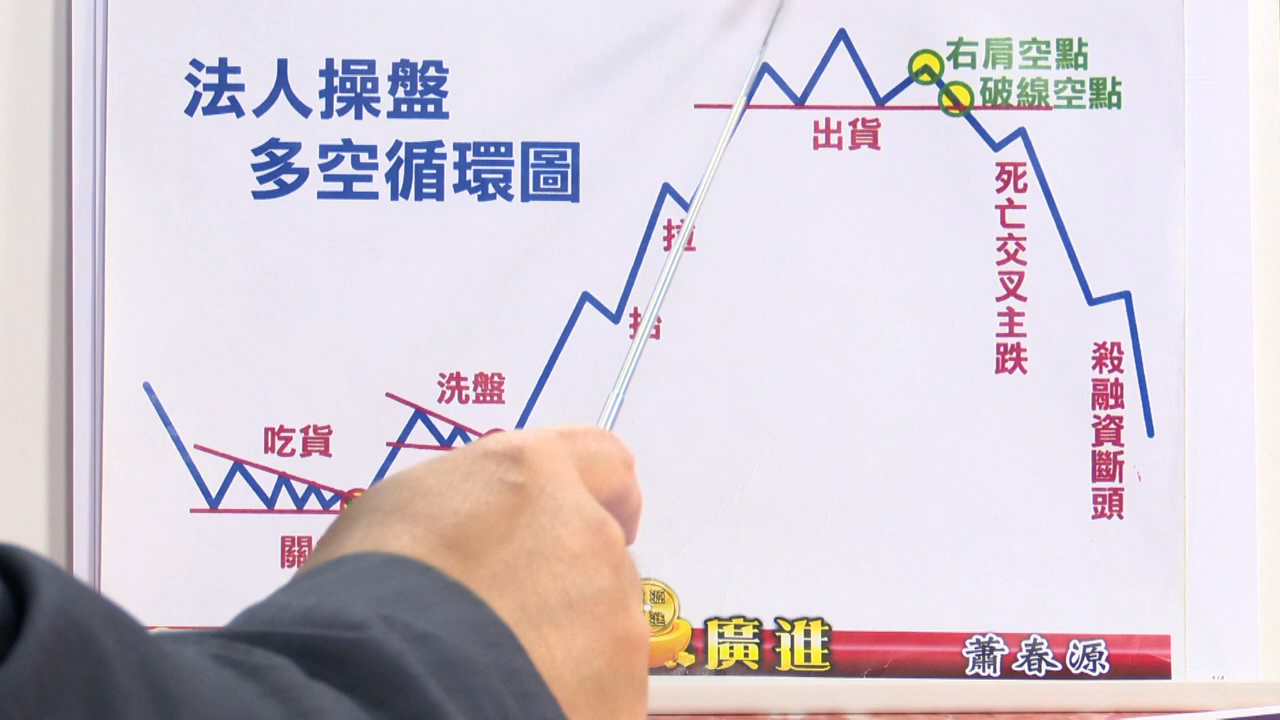 法人操盤
多空循環圖
右肩空點
破線空點
出貨
死亡交叉主跌
拉
抬
洗盤
吃貨
殺融資斷頭
關
廣進
蕭春源